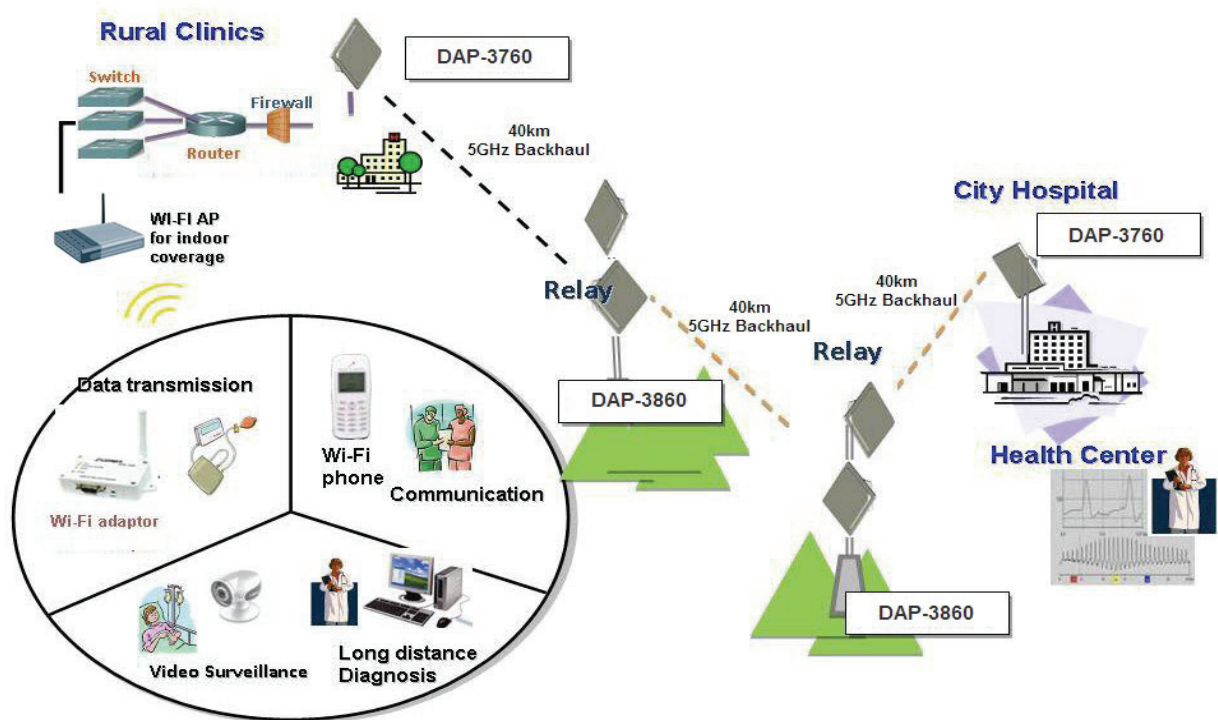 Rural Clinics
DAP-3760
Switch
Firewall
Router
40km
5GHz Backhaul
WI-FI AP
for indoor
coverage
City Hospital
DAP-3760
Relay
40km
5GHz Backhaul
40km
5GHz Backhaul
Relay
DAP-3860
Data transmission
Wi-Fi
phone
Communication
Wi-Fi adaptor
Health Center
Video Surveillance
Long distance
Diagnosis
DAP-3860